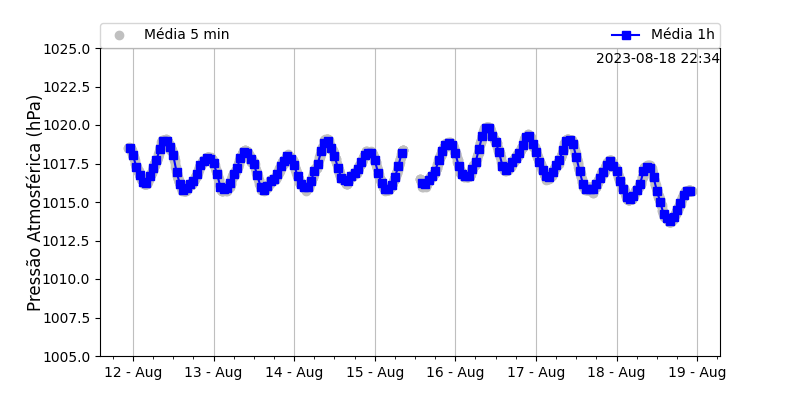 Média 5 min
Média 1h
2023-08-18 22:34
Pressão Atmosférica (hPa)
1025.0
1022.5
1020.0
1017.5
1015.0
1012.5
1010.0
1007.5
1005.0
12 - Aug
13 - Aug
14 - Aug
15 - Aug
16 - Aug
17 - Aug
18 - Aug
19 - Aug